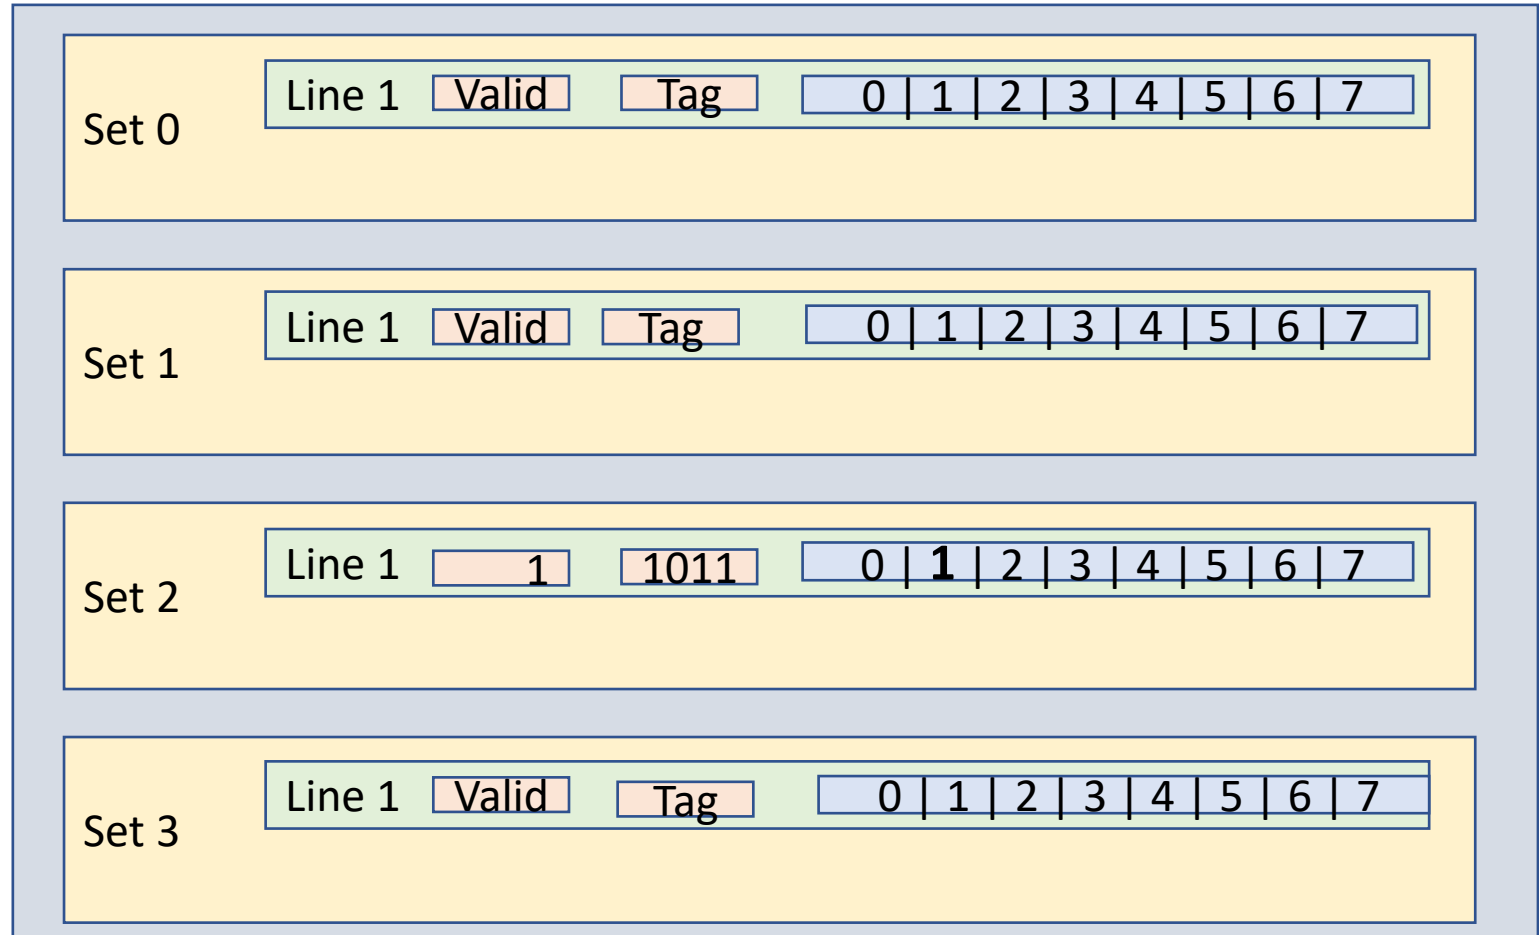 Line 1 Valid Tag 0 | 1 | 2 | 3 | 4 | 5 | 6 | 7
Set 0
Line 1 Valid Tag 0 | 1 | 2 | 3 | 4 | 5 | 6 | 7
Set 1
Line 1 1 1011 0 | 1 | 2 | 3 | 4 | 5 | 6 | 7
Set 2
Line 1 Valid Tag 0 | 1 | 2 | 3 | 4 | 5 | 6 | 7
Set 3